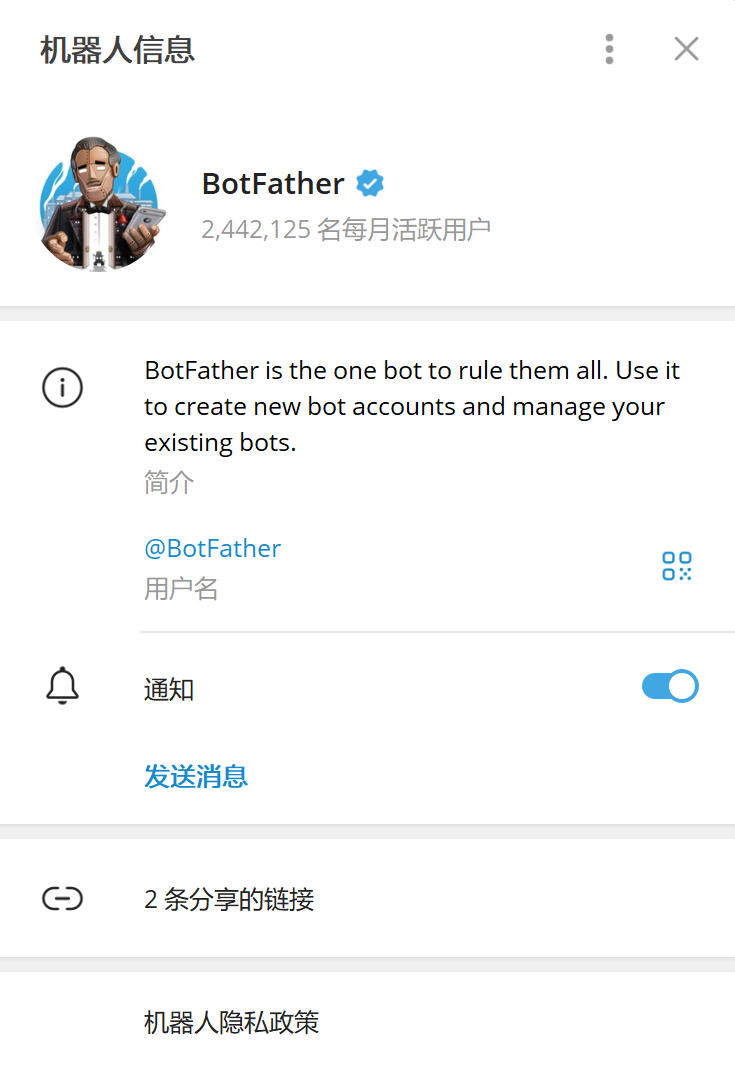 机器人信息
BotFather
2,442,125 名每月活跃用户
BotFather is the one bot to rule them all. Use it
to create new bot accounts and manage your
existing bots.
简介
@BotFather
用户名
通知
发送消息
2 条分享的链接
机器人隐私政策